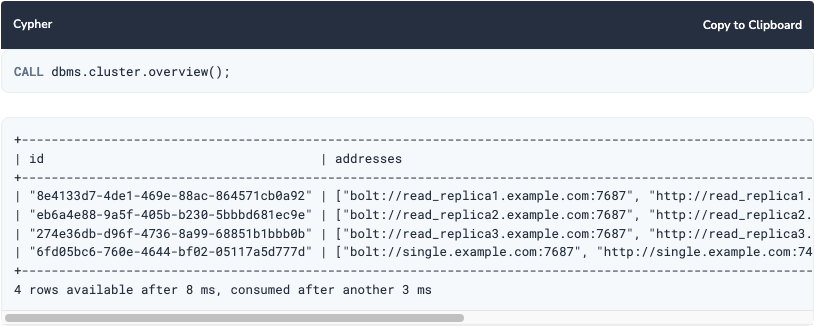 Cypher
Copy to Clipboard
CALL dbms.cluster.overview();
+----------------------------------------------------------------------------------------------------------
| id                                     | addresses
+----------------------------------------------------------------------------------------------------------
| "8e4133d7-4de1-469e-88ac-864571cb0a92" | ["bolt://read_replica1.example.com:7687", "http://read_replica1.
| "eb6a4e88-9a5f-405b-b230-5bbbd681ec9e" | ["bolt://read_replica2.example.com:7687", "http://read_replica2.
| "274e36db-d96f-4736-8a99-68851b1bbb0b" | ["bolt://read_replica3.example.com:7687", "http://read_replica3.
| "6fd05bc6-760e-4644-bf02-05117a5d777d" | ["bolt://single.example.com:7687", "http://single.example.com:74
+----------------------------------------------------------------------------------------------------------
4 rows available after 8 ms, consumed after another 3 ms